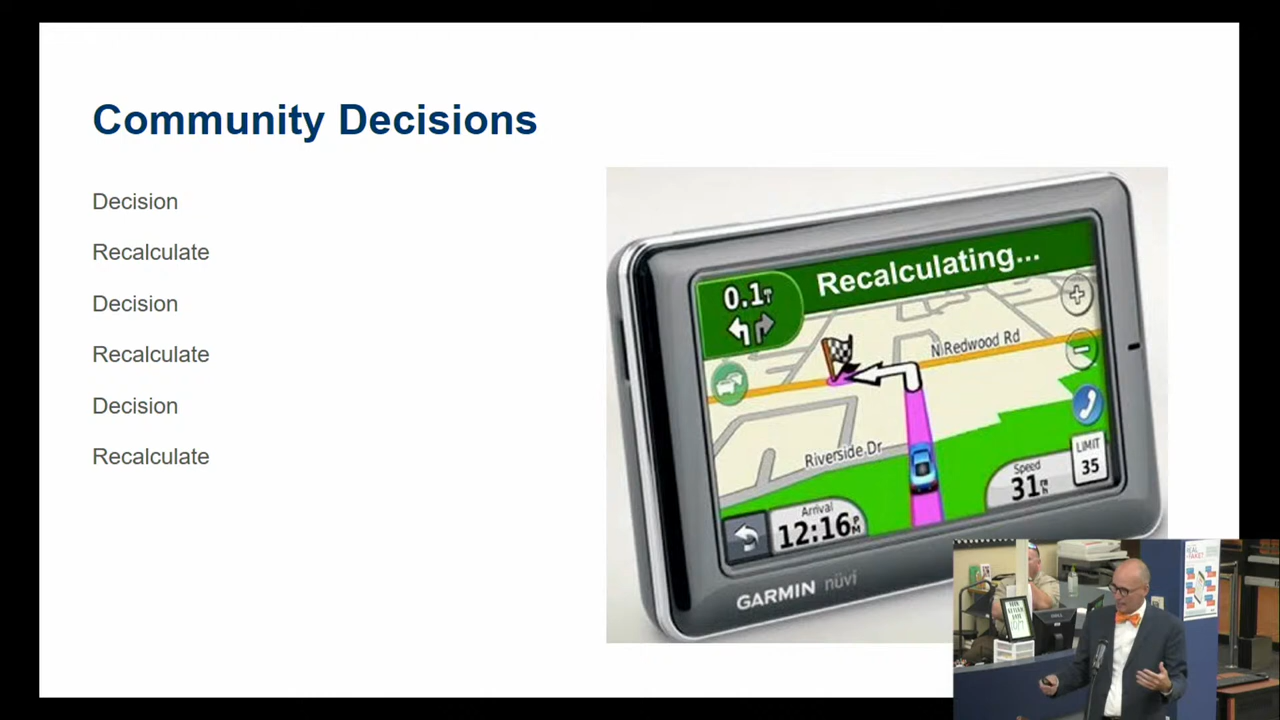 Community Decisions
Decision
Recalculate
Decision
Recalculate
Decision
Recalculate
Recalculating...
0.1
N Redwood Rd
Riverside Dr
Speed
31
LIMIT
35
Arrival
12:16
GARMIN nüvi